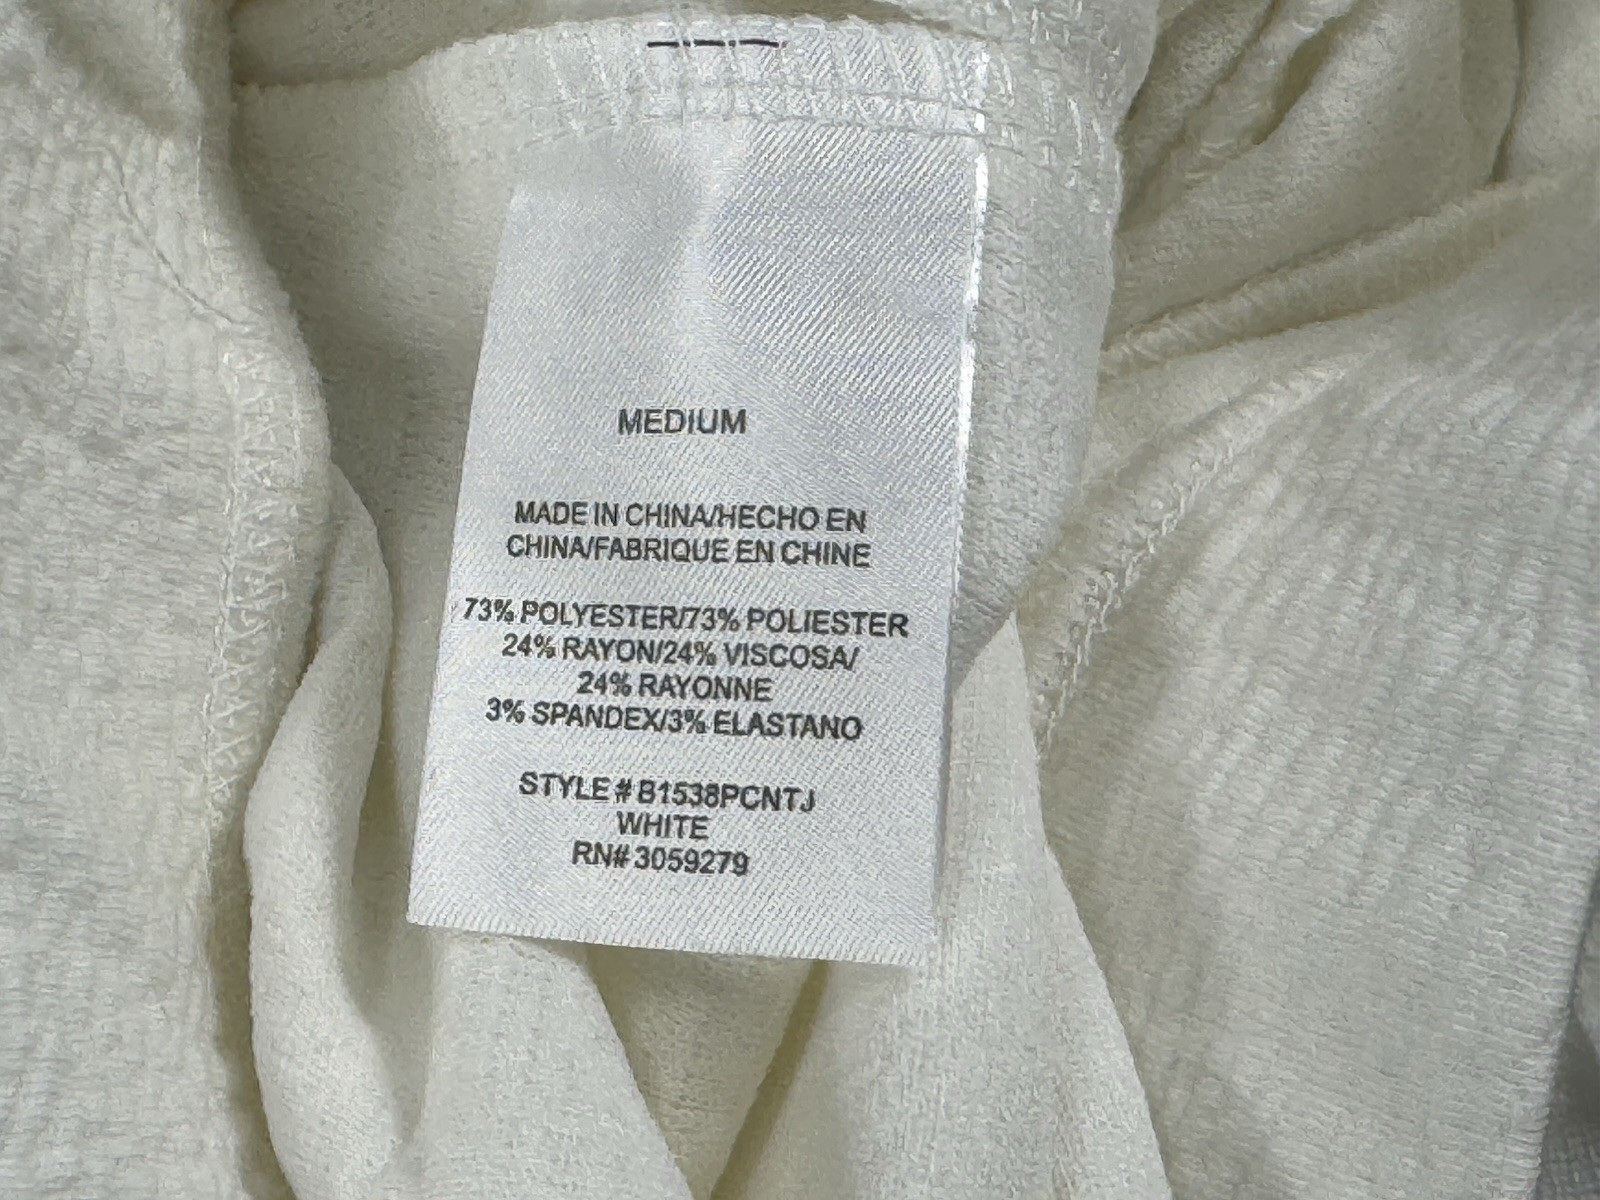 MEDIUM
MADE IN CHINA/HECHO EN
CHINA/FABRIQUE EN CHINE
73% POLYESTER/73% POLIESTER
24% RAYON/24% VISCOSA/
24% RAYONNE
3% SPANDEX/3% ELASTANO
STYLE # B1538PCNTJ
WHITE
RN# 3059279